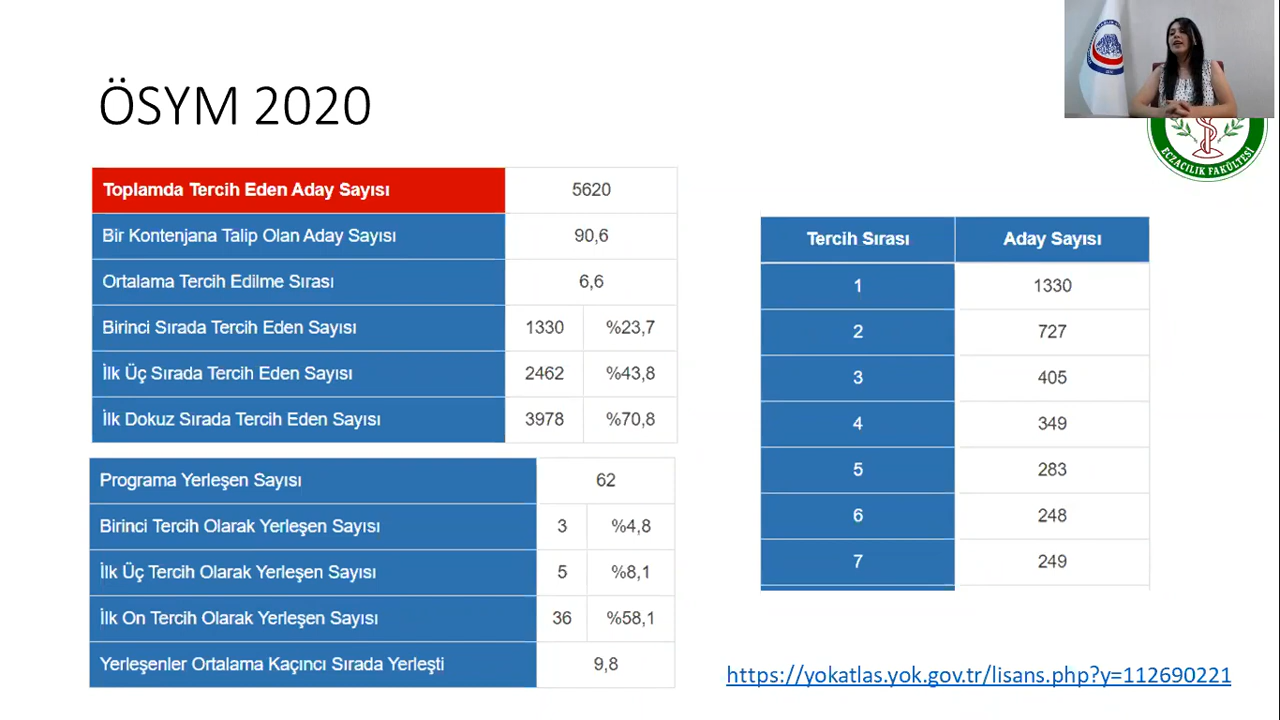 ÖSYM 2020
ECZACILIK FAKÜLTESİ
Toplamda Tercih Eden Aday Sayısı 5620
Bir Kontenjana Talip Olan Aday Sayısı 90,6
Ortalama Tercih Edilme Sırası 6,6
Birinci Sırada Tercih Eden Sayısı 1330 %23,7
İlk Üç Sırada Tercih Eden Sayısı 2462 %43,8
İlk Dokuz Sırada Tercih Eden Sayısı 3978 %70,8
Programa Yerleşen Sayısı 62
Birinci Tercih Olarak Yerleşen Sayısı 3 %4,8
İlk Üç Tercih Olarak Yerleşen Sayısı 5 %8,1
İlk On Tercih Olarak Yerleşen Sayısı 36 %58,1
Yerleşenler Ortalama Kaçıncı Sırada Yerleşti 9,8
Tercih Sırası Aday Sayısı
1 1330
2 727
3 405
4 349
5 283
6 248
7 249
https://yokatlas.yok.gov.tr/lisans.php?y=112690221